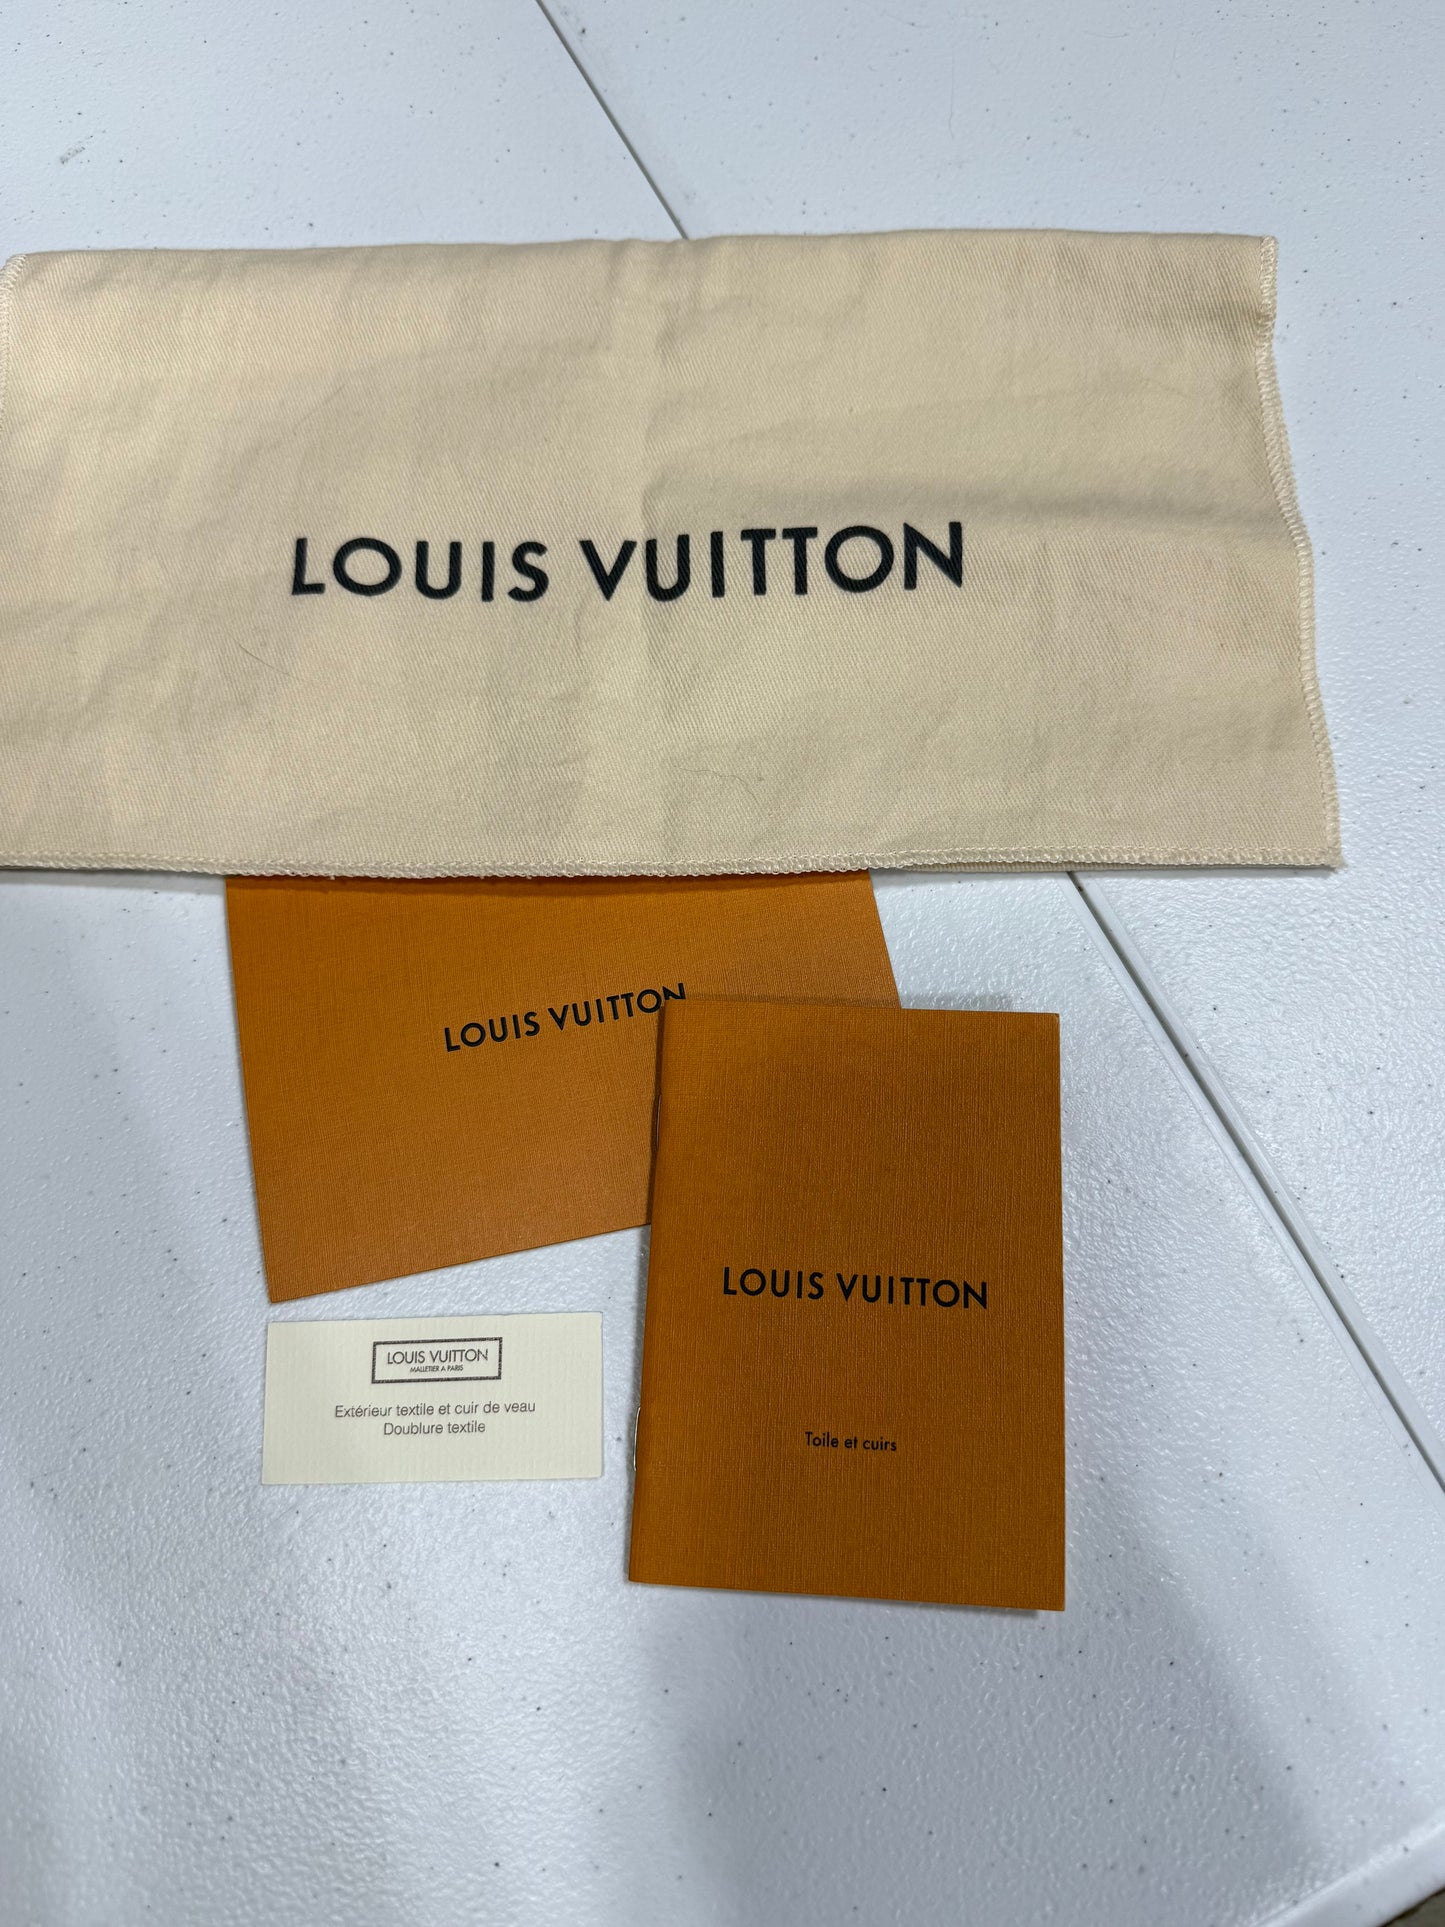 LOUIS VUITTON
LOUIS VUITTON
LOUIS VUITTON
Toile et cuirs
LOUIS VUITTON
MALLETIER A PARIS
Extérieur textile et cuir de veau
Doublure textile